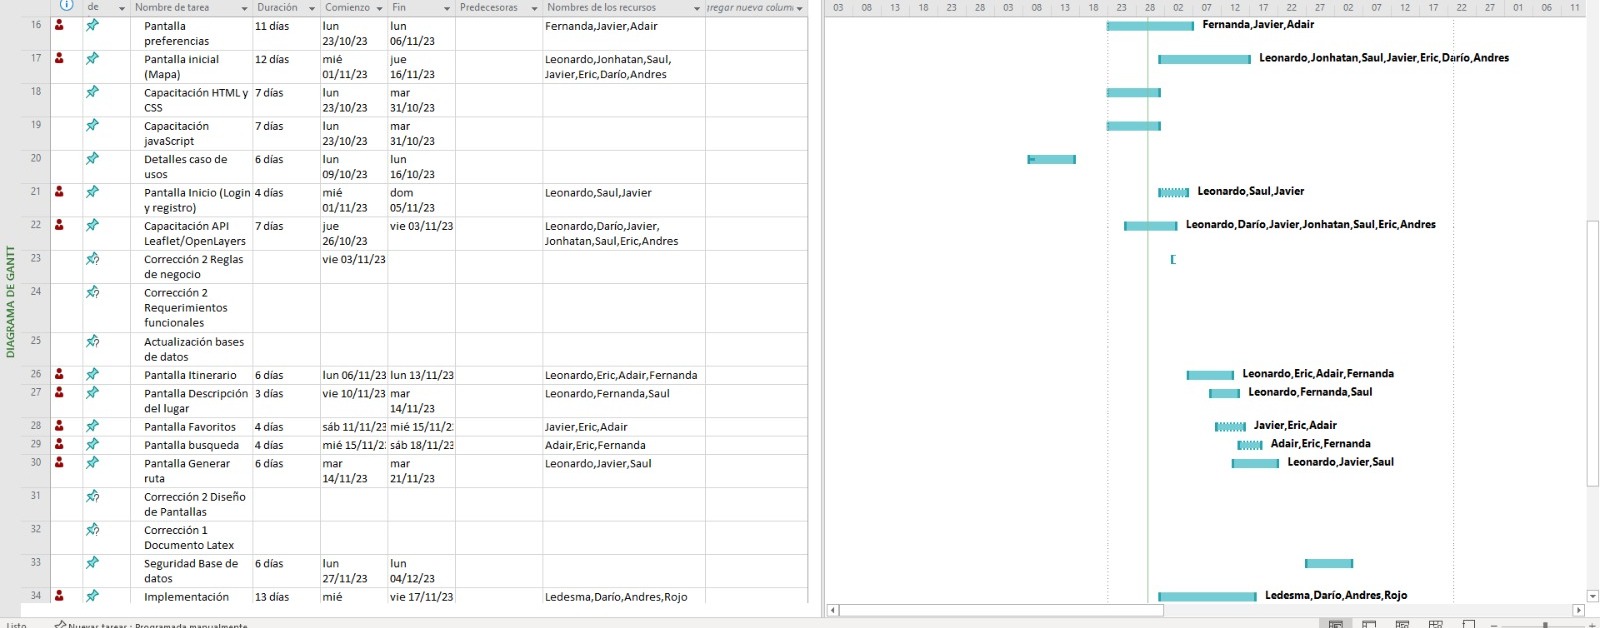 de Nombre de tarea Duración Comienzo Fin Predecesoras Nombres de los recursos regar nueva colum
03 08 13 18 23 28 03 08 13 18 23 28 02 07 12 17 22 27 02 07 12 17 22 27 01 06 11
DIAGRAMA DE GANTT
16 Pantalla preferencias 11 días lun 23/10/23 lun 06/11/23 Fernanda,Javier,Adair
Fernanda,Javier,Adair
17 Pantalla inicial (Mapa) 12 días mié 01/11/23 jue 16/11/23 Leonardo,Jonhatan,Saul, Javier,Eric,Darío,Andres
Leonardo,Jonhatan,Saul,Javier,Eric,Darío,Andres
18 Capacitación HTML y CSS 7 días lun 23/10/23 mar 31/10/23
19 Capacitación javaScript 7 días lun 23/10/23 mar 31/10/23
20 Detalles caso de usos 6 días lun 09/10/23 lun 16/10/23
21 Pantalla Inicio (Login y registro) 4 días mié 01/11/23 dom 05/11/23 Leonardo,Saul,Javier
Leonardo,Saul,Javier
22 Capacitación API Leaflet/OpenLayers 7 días jue 26/10/23 vie 03/11/23 Leonardo,Darío,Javier, Jonhatan,Saul,Eric,Andres
Leonardo,Darío,Javier,Jonhatan,Saul,Eric,Andres
23 Corrección 2 Reglas de negocio vie 03/11/23
24 Corrección 2 Requerimientos funcionales
25 Actualización bases de datos
26 Pantalla Itinerario 6 días lun 06/11/23 lun 13/11/23 Leonardo,Eric,Adair,Fernanda
Leonardo,Eric,Adair,Fernanda
27 Pantalla Descripción del lugar 3 días vie 10/11/23 mar 14/11/23 Leonardo,Fernanda,Saul
Leonardo,Fernanda,Saul
28 Pantalla Favoritos 4 días sáb 11/11/23 mié 15/11/2 Javier,Eric,Adair
Javier,Eric,Adair
29 Pantalla busqueda 4 días mié 15/11/2 sáb 18/11/23 Adair,Eric,Fernanda
Adair,Eric,Fernanda
30 Pantalla Generar ruta 6 días mar 14/11/23 mar 21/11/23 Leonardo,Javier,Saul
Leonardo,Javier,Saul
31 Corrección 2 Diseño de Pantallas
32 Corrección 1 Documento Latex
33 Seguridad Base de datos 6 días lun 27/11/23 lun 04/12/23
34 Implementación 13 días mié vie 17/11/23 Ledesma,Darío,Andres,Rojo
Ledesma,Darío,Andres,Rojo
Listo Nuevas tareas : Programada manualmente